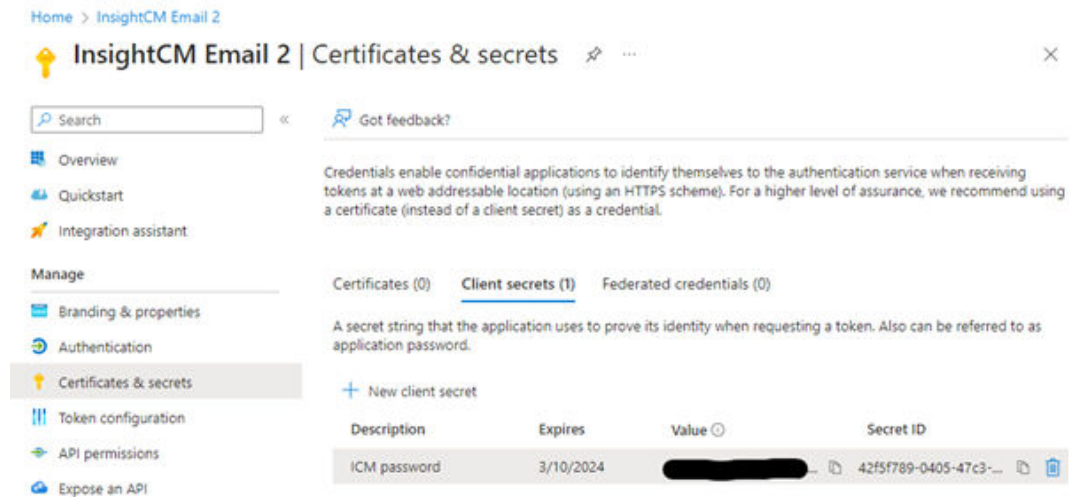 Home > InsightCM Email 2
InsightCM Email 2 | Certificates & secrets ...
Search «
Got feedback?
Overview
Quickstart
Integration assistant
Manage
Branding & properties
Authentication
Certificates & secrets
Token configuration
API permissions
Expose an API
Credentials enable confidential applications to identify themselves to the authentication service when receiving
tokens at a web addressable location (using an HTTPS scheme). For a higher level of assurance, we recommend using
a certificate (instead of a client secret) as a credential.
Certificates (0) Client secrets (1) Federated credentials (0)
A secret string that the application uses to prove its identity when requesting a token. Also can be referred to as
application password.
+ New client secret
Description Expires Value Secret ID
ICM password 3/10/2024 ... 42f5f789-0405-47c3-...